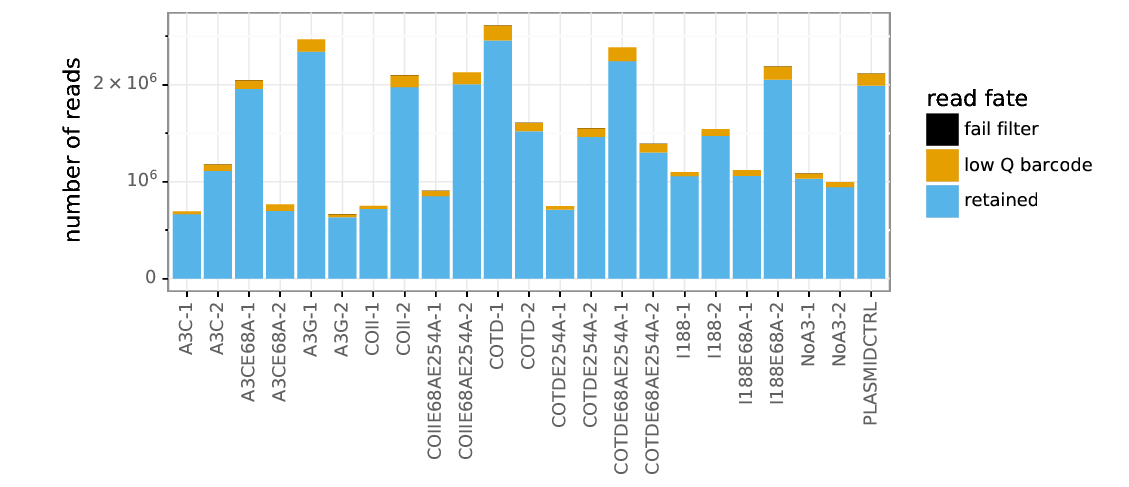 number of reads
2 × 10⁶
10⁶
0
A3C-1
A3C-2
A3CE68A-1
A3CE68A-2
A3G-1
A3G-2
COII-1
COII-2
COIIE68AE254A-1
COIIE68AE254A-2
COTD-1
COTD-2
COTDE254A-1
COTDE254A-2
COTDE68AE254A-1
COTDE68AE254A-2
I188-1
I188-2
I188E68A-1
I188E68A-2
NoA3-1
NoA3-2
PLASMIDCTRL
read fate
fail filter
low Q barcode
retained